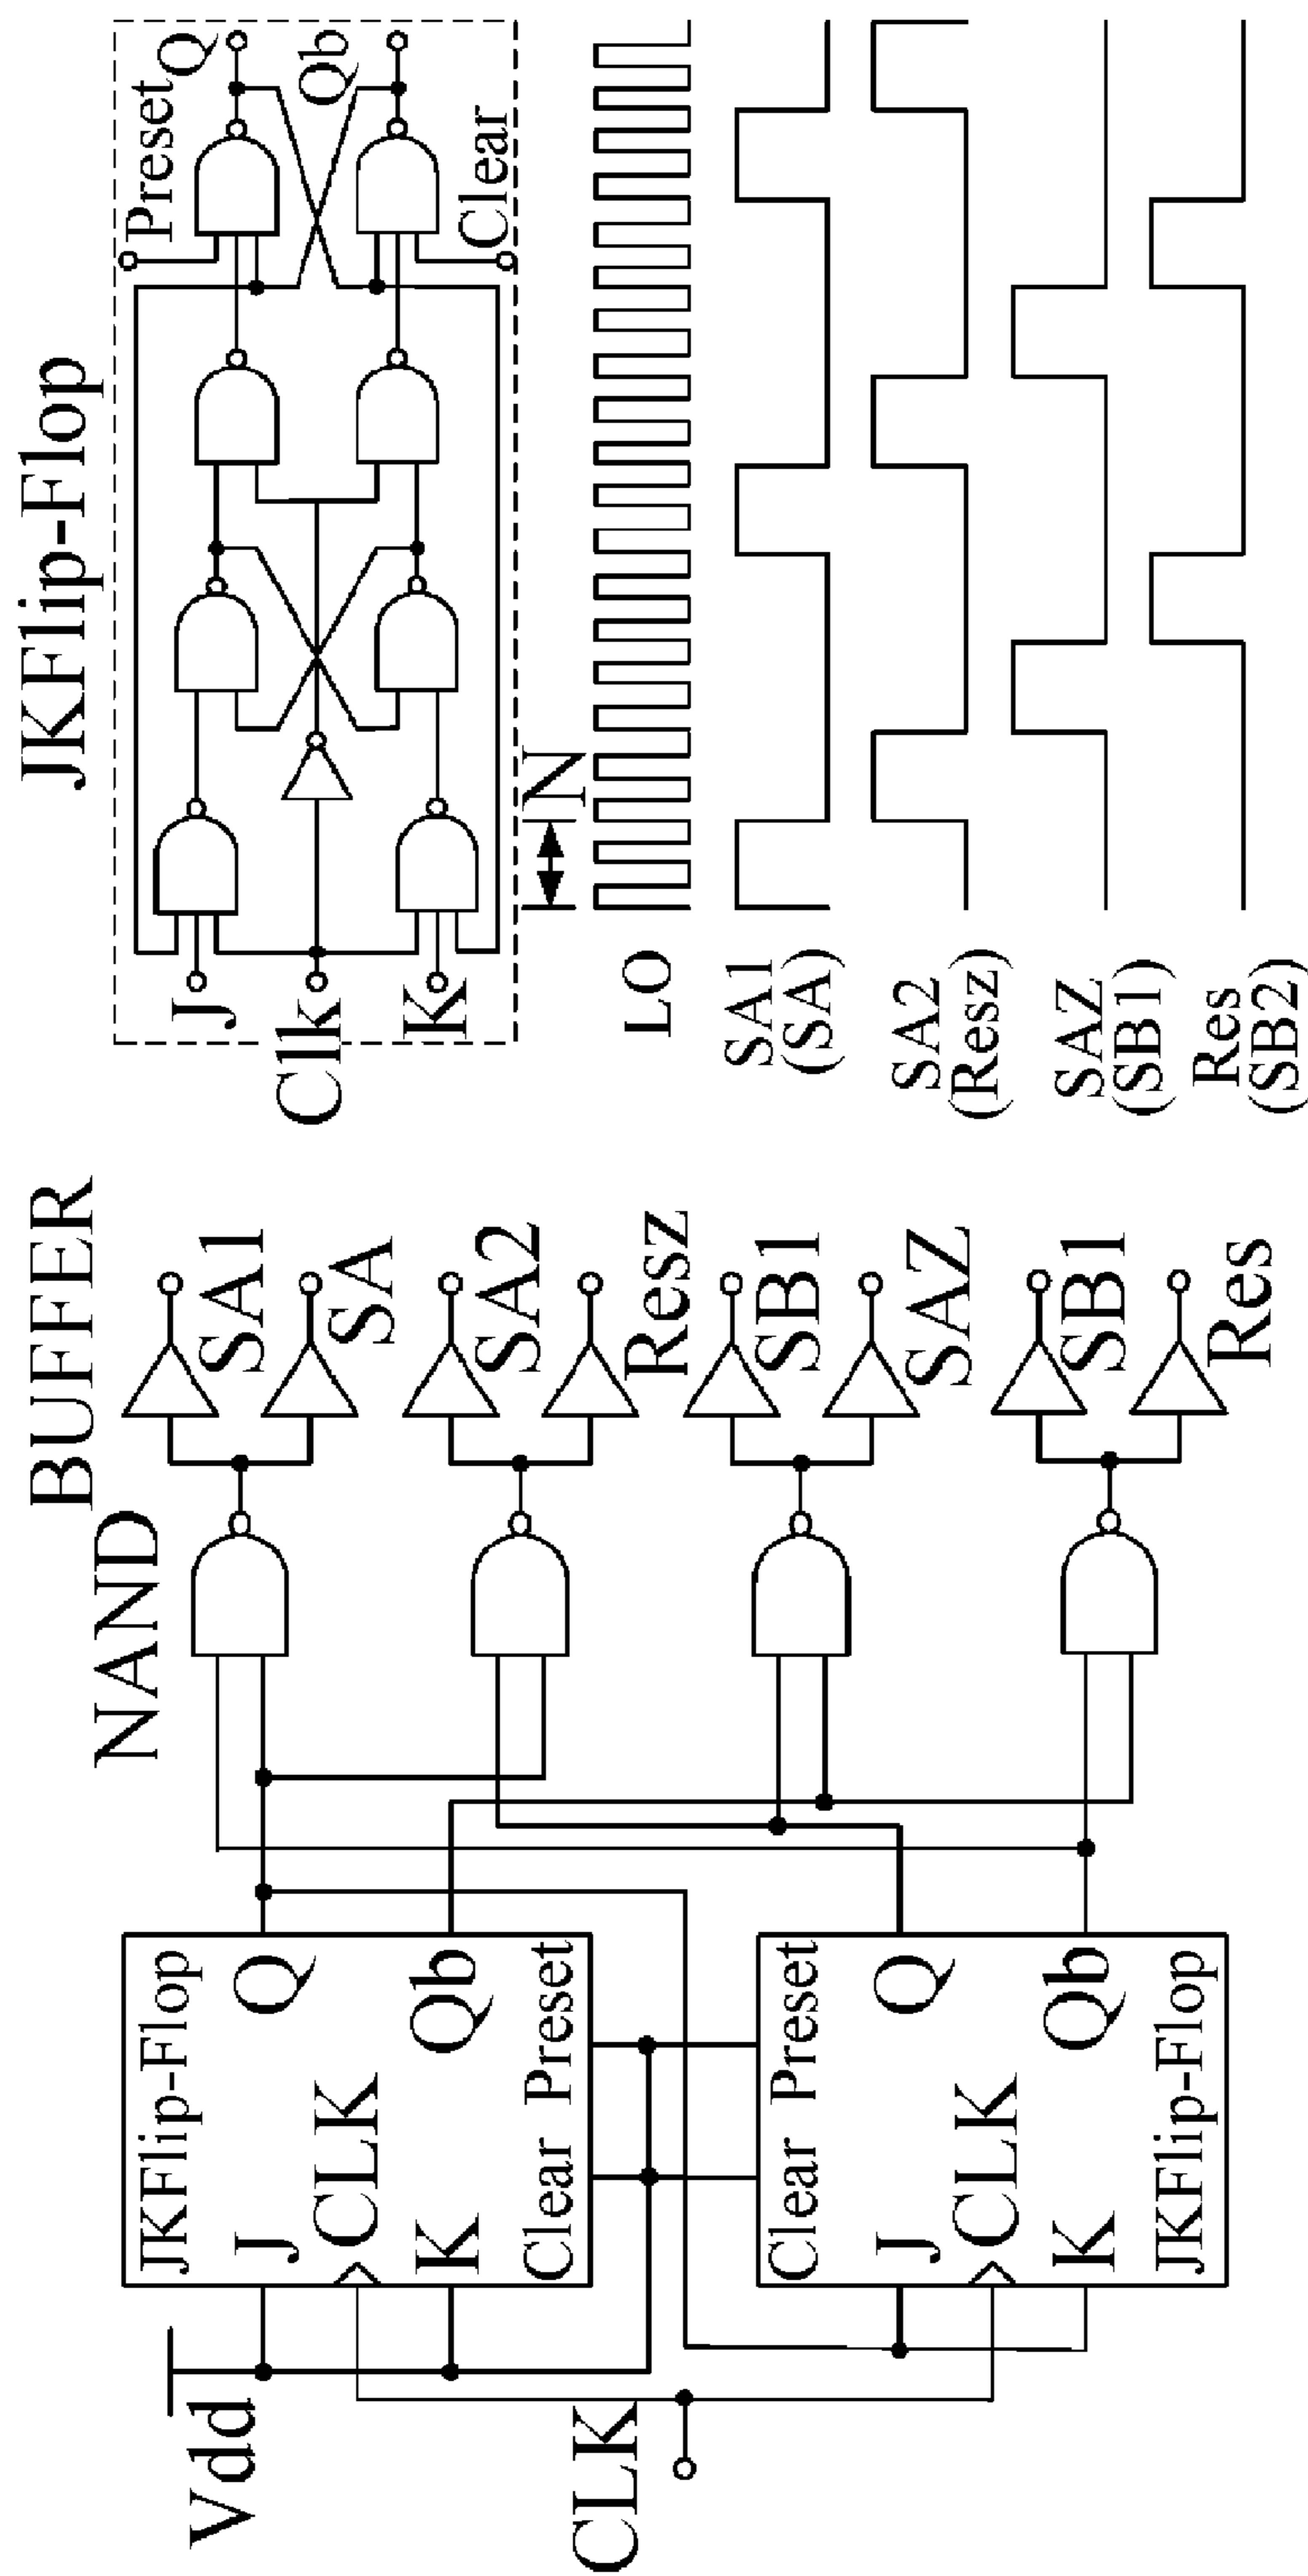 NAND
BUFFER
JKFlip-Flop
Vdd
JKFlip-Flop
J
Q
CLK
K
Qb
Clear Preset
CLK
Clear Preset
J
Q
CLK
K
Qb
JKFlip-Flop
SA1
SA
SA2
Resz
SB1
SAZ
SB1
Res
Preset
J
Q
Clk
Qb
K
Clear
N
LO
SA1
(SA)
SA2
(Resz)
SAZ
(SB1)
Res
(SB2)